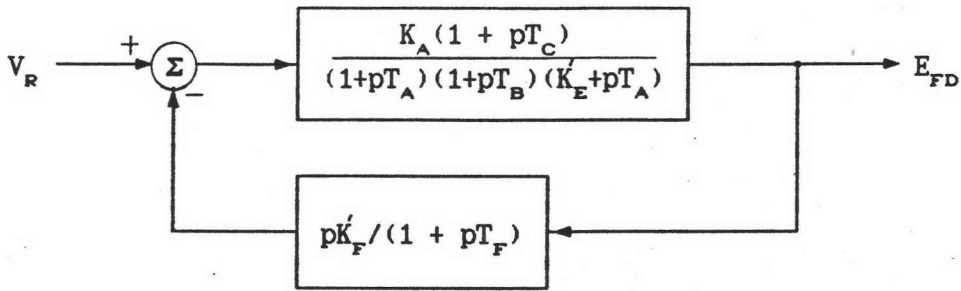 K_A(1 + pT_C)
V_R + Σ − (1+pT_A)(1+pT_B)(K'_E+pT_A) E_FD
pK'_F/(1 + pT_F)